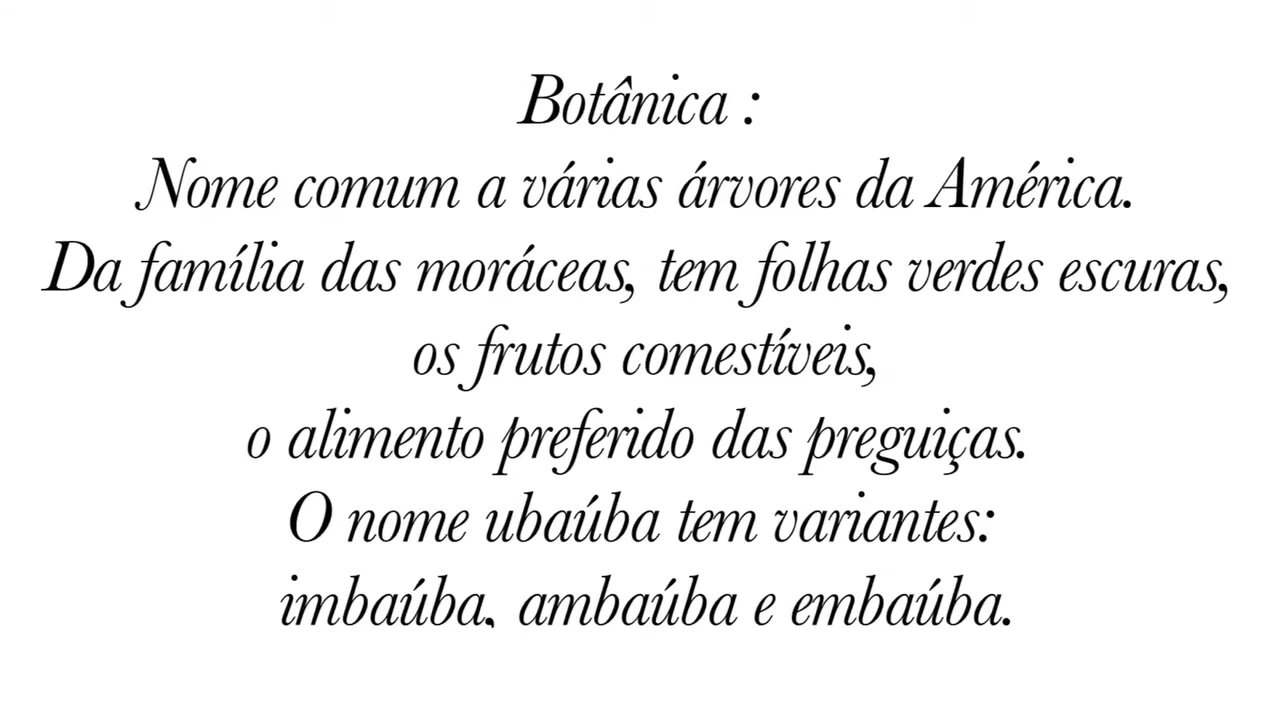 Botânica :
Nome comum a várias árvores da América.
Da família das moráceas, tem folhas verdes escuras,
os frutos comestíveis,
o alimento preferido das preguiças.
O nome ubaúba tem variantes:
imbaúba, ambaúba e embaúba.